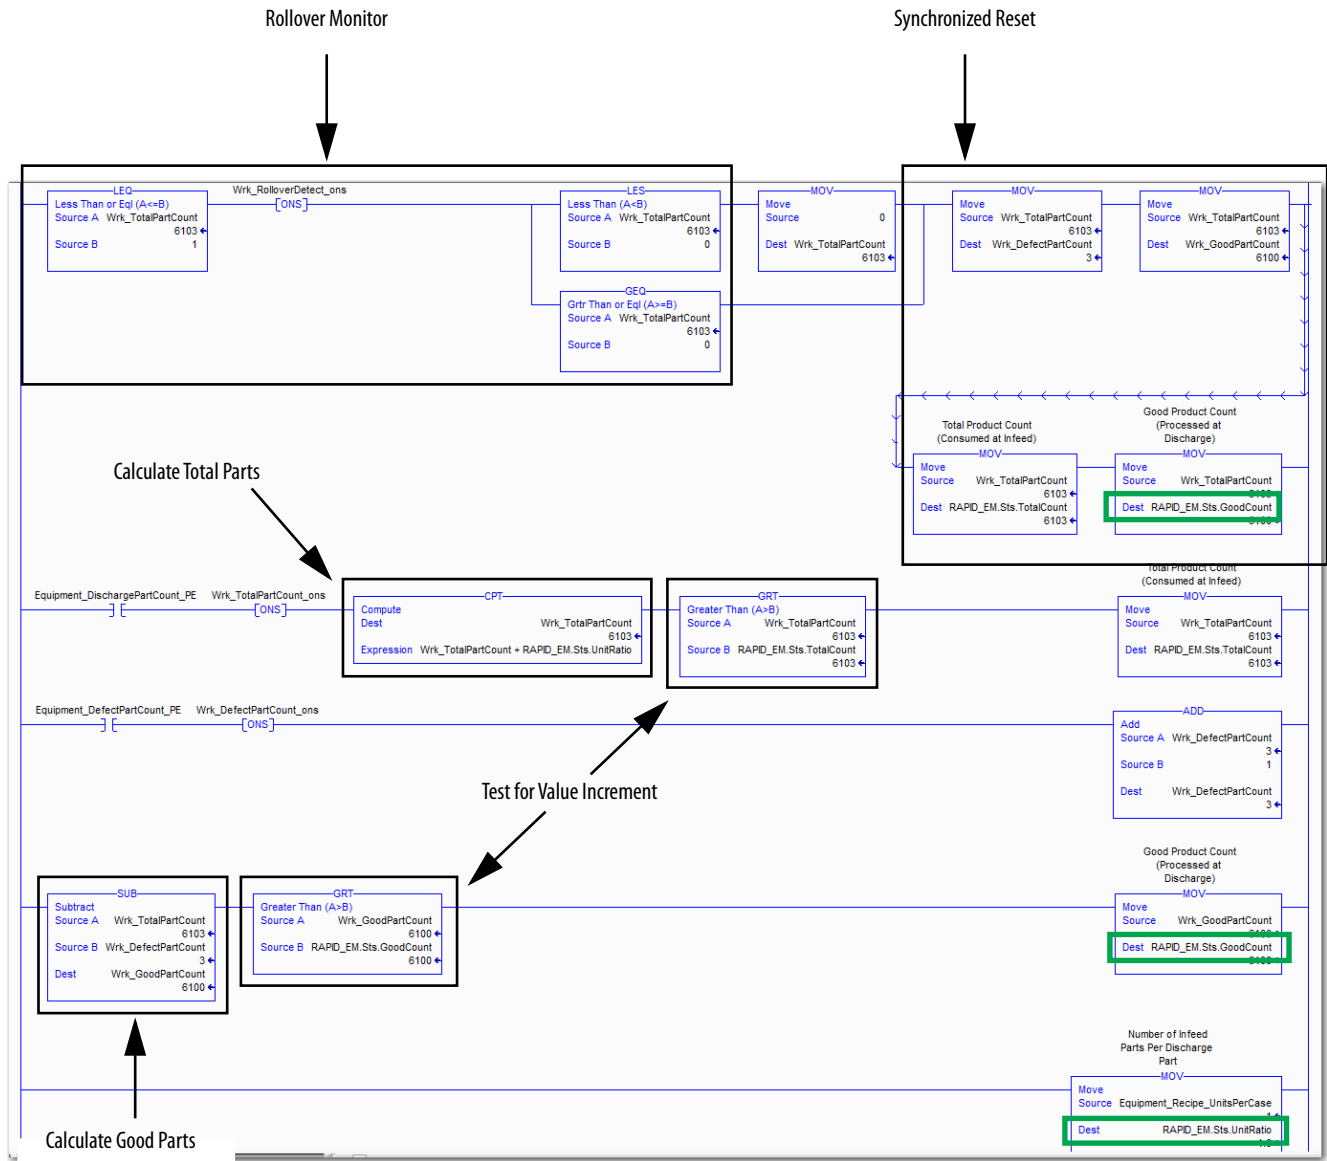 Rollover Monitor
Synchronized Reset
LEQ
Less Than or Eql (A<=B)
Source A Wrk_TotalPartCount
6103
Source B 1
Wrk_RolloverDetect_ons
ONS
LES
Less Than (A<B)
Source A Wrk_TotalPartCount
6103
Source B 0
MOV
Move
Source 0
Dest Wrk_TotalPartCount
6103
MOV
Move
Source Wrk_TotalPartCount
6103
Dest Wrk_DefectPartCount
3
MOV
Move
Source Wrk_TotalPartCount
6103
Dest Wrk_GoodPartCount
6100
GEQ
Grtr Than or Eql (A>=B)
Source A Wrk_TotalPartCount
6103
Source B 0
Total Product Count
(Consumed at Infeed)
MOV
Move
Source Wrk_TotalPartCount
6103
Dest RAPID_EM.Sts.TotalCount
6103
Good Product Count
(Processed at
Discharge)
MOV
Move
Source Wrk_TotalPartCount
Dest RAPID_EM.Sts.GoodCount
Calculate Total Parts
Equipment_DischargePartCount_PE
Wrk_TotalPartCount_ons
ONS
CPT
Compute
Dest Wrk_TotalPartCount
6103
Expression Wrk_TotalPartCount + RAPID_EM.Sts.UnitRatio
GRT
Greater Than (A>B)
Source A Wrk_TotalPartCount
6103
Source B RAPID_EM.Sts.TotalCount
6103
Total Product Count
(Consumed at Infeed)
MOV
Move
Source Wrk_TotalPartCount
6103
Dest RAPID_EM.Sts.TotalCount
6103
Equipment_DefectPartCount_PE
Wrk_DefectPartCount_ons
ONS
ADD
Add
Source A Wrk_DefectPartCount
3
Source B 1
Dest Wrk_DefectPartCount
3
Test for Value Increment
SUB
Subtract
Source A Wrk_TotalPartCount
6103
Source B Wrk_DefectPartCount
3
Dest Wrk_GoodPartCount
6100
GRT
Greater Than (A>B)
Source A Wrk_GoodPartCount
6100
Source B RAPID_EM.Sts.GoodCount
6100
Good Product Count
(Processed at
Discharge)
MOV
Move
Source Wrk_GoodPartCount
Dest RAPID_EM.Sts.GoodCount
Calculate Good Parts
Number of Infeed
Parts Per Discharge
Part
MOV
Move
Source Equipment_Recipe_UnitsPerCase
Dest RAPID_EM.Sts.UnitRatio